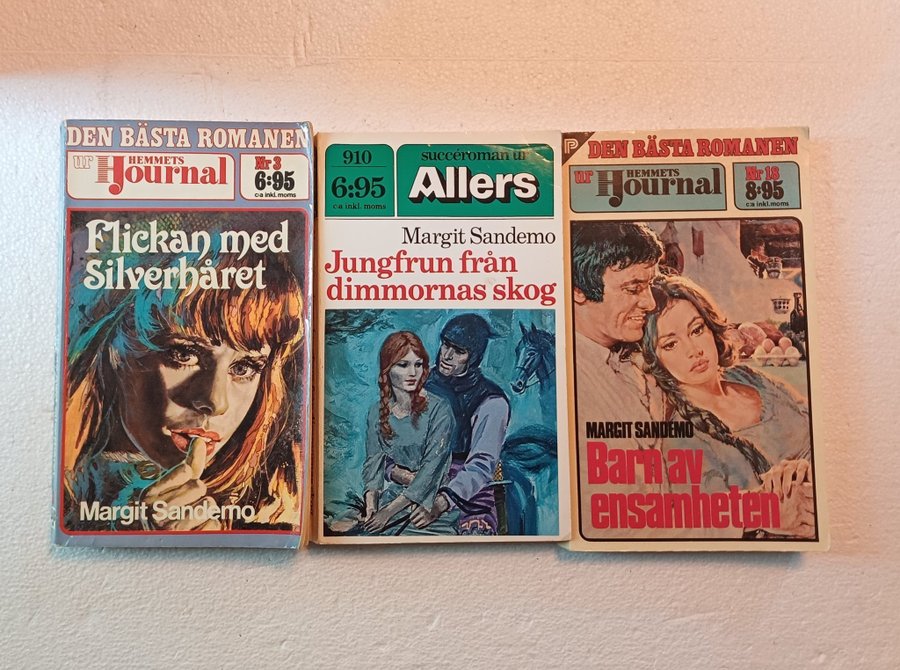 DEN BÄSTA ROMANEN
ur HEMMETS
Journal
Nr 3
6:95
c:a inkl. moms
Flickan med
Silverhåret
Margit Sandemo
910
6:95
c:a inkl. moms
succéroman ur
Allers
Margit Sandemo
Jungfrun från
dimmornas skog
P
DEN BÄSTA ROMANEN
ur HEMMETS
Journal
Nr 18
8:95
c:a inkl. moms
MARGIT SANDEMO
Barn av
ensamheten